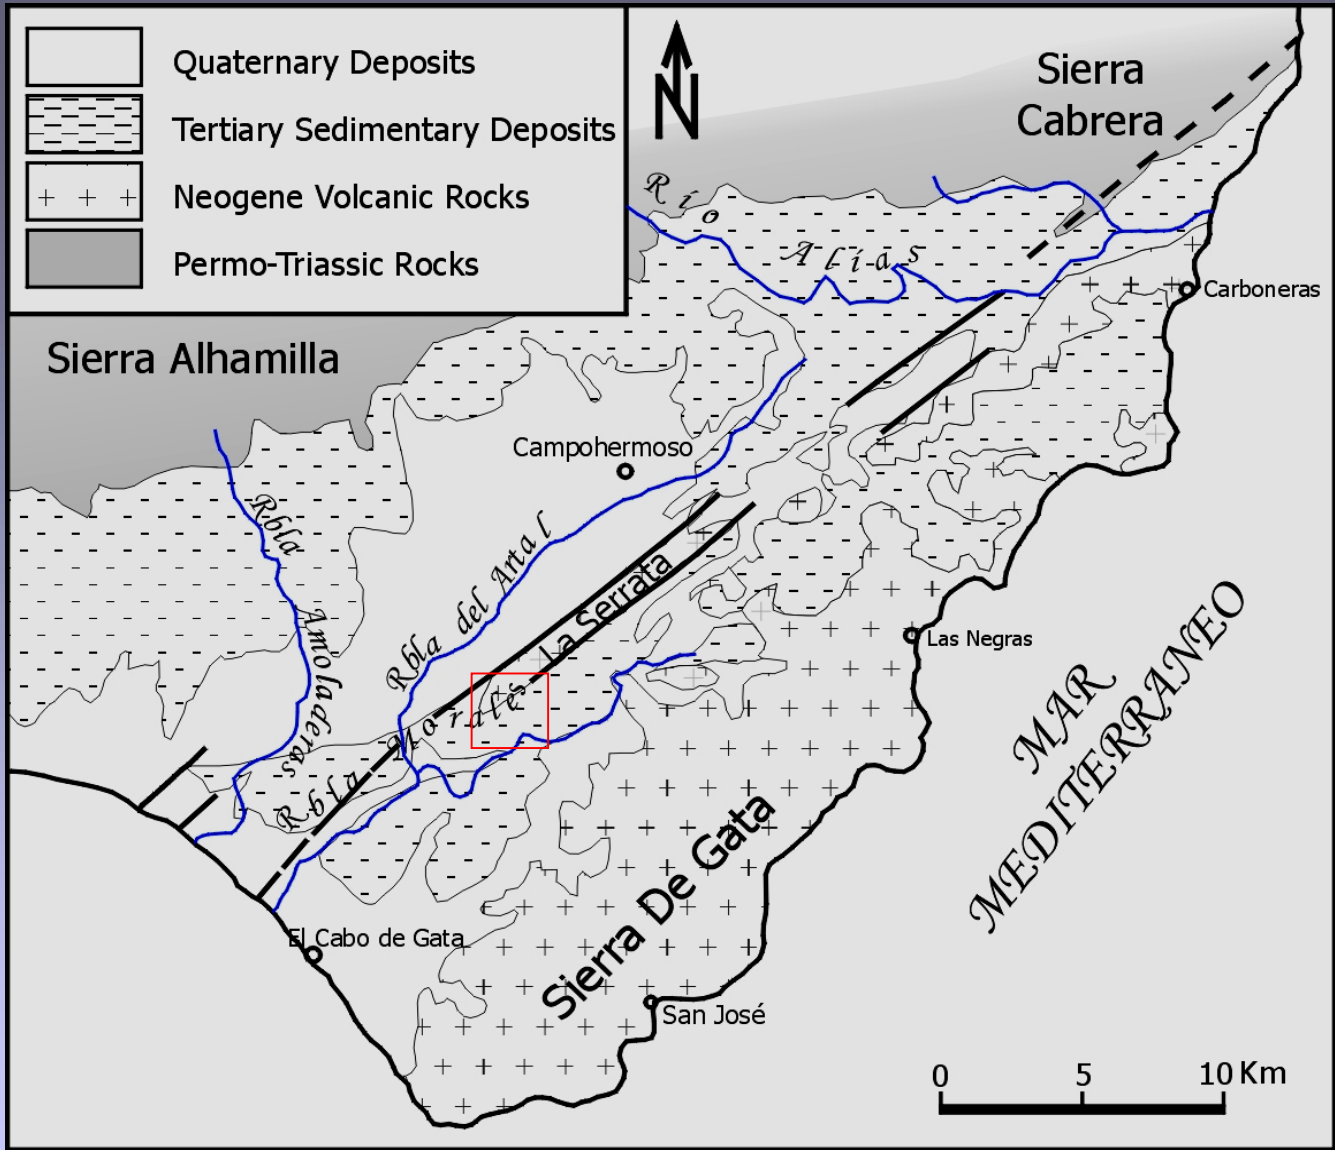 Quaternary Deposits
Tertiary Sedimentary Deposits
Neogene Volcanic Rocks
Permo-Triassic Rocks
N
Sierra
Cabrera
Río
Alías
Carboneras
Sierra Alhamilla
Campohermoso
Rbla
Amoladeras
Rbla del Artal
La Serrata
Las Negras
Rbla Morales
MAR
MEDITERRANEO
Sierra De Gata
El Cabo de Gata
San José
0 5 10 Km